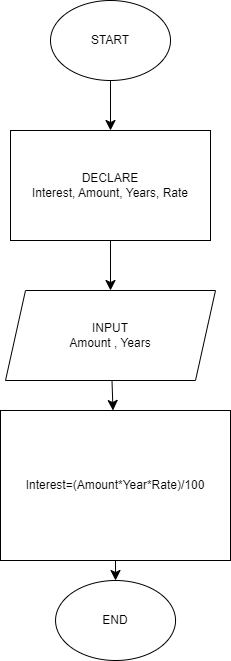 START
DECLARE
Interest, Amount, Years, Rate
INPUT
Amount , Years
Interest=(Amount*Year*Rate)/100
END